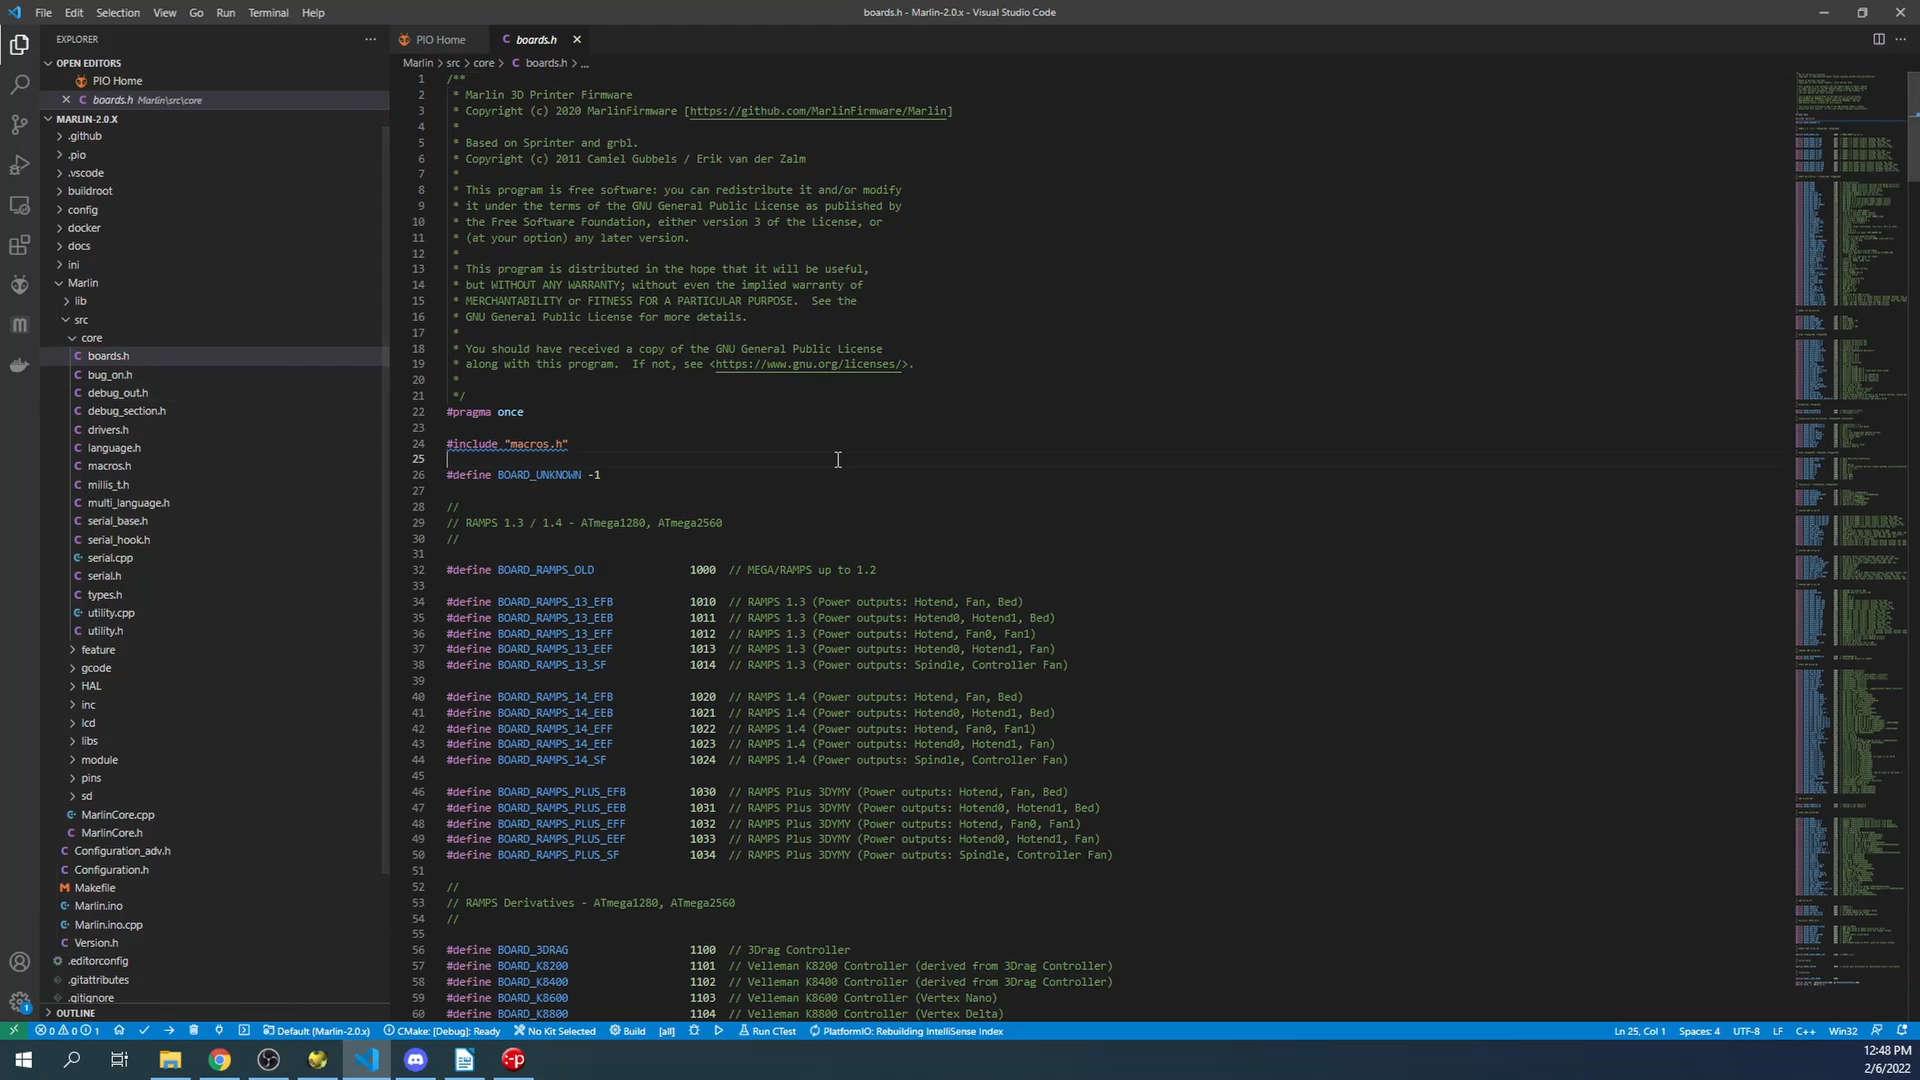 File Edit Selection View Go Run Terminal Help
boards.h - Marlin-2.0.x - Visual Studio Code
EXPLORER
OPEN EDITORS
PIO Home
boards.h Marlin\src\core
MARLIN-2.0.X
.github
.pio
.vscode
buildroot
config
docker
docs
ini
Marlin
lib
src
core
boards.h
bug_on.h
debug_out.h
debug_section.h
drivers.h
language.h
macros.h
millis_t.h
multi_language.h
serial_base.h
serial_hook.h
serial.cpp
serial.h
types.h
utility.cpp
utility.h
feature
gcode
HAL
inc
lcd
libs
module
pins
sd
MarlinCore.cpp
MarlinCore.h
Configuration_adv.h
Configuration.h
Makefile
Marlin.ino
Marlin.ino.cpp
Version.h
.editorconfig
.gitattributes
.gitignore
OUTLINE
PIO Home boards.h
Marlin > src > core > boards.h > ...
1 /**
2 * Marlin 3D Printer Firmware
3 * Copyright (c) 2020 MarlinFirmware [https://github.com/MarlinFirmware/Marlin]
4 *
5 * Based on Sprinter and grbl.
6 * Copyright (c) 2011 Camiel Gubbels / Erik van der Zalm
7 *
8 * This program is free software: you can redistribute it and/or modify
9 * it under the terms of the GNU General Public License as published by
10 * the Free Software Foundation, either version 3 of the License, or
11 * (at your option) any later version.
12 *
13 * This program is distributed in the hope that it will be useful,
14 * but WITHOUT ANY WARRANTY; without even the implied warranty of
15 * MERCHANTABILITY or FITNESS FOR A PARTICULAR PURPOSE. See the
16 * GNU General Public License for more details.
17 *
18 * You should have received a copy of the GNU General Public License
19 * along with this program. If not, see <https://www.gnu.org/licenses/>.
20 *
21 */
22 #pragma once
23
24 #include "macros.h"
25
26 #define BOARD_UNKNOWN -1
27
28 //
29 // RAMPS 1.3 / 1.4 - ATmega1280, ATmega2560
30 //
31
32 #define BOARD_RAMPS_OLD 1000 // MEGA/RAMPS up to 1.2
33
34 #define BOARD_RAMPS_13_EFB 1010 // RAMPS 1.3 (Power outputs: Hotend, Fan, Bed)
35 #define BOARD_RAMPS_13_EEB 1011 // RAMPS 1.3 (Power outputs: Hotend0, Hotend1, Bed)
36 #define BOARD_RAMPS_13_EFF 1012 // RAMPS 1.3 (Power outputs: Hotend, Fan0, Fan1)
37 #define BOARD_RAMPS_13_EEF 1013 // RAMPS 1.3 (Power outputs: Hotend0, Hotend1, Fan)
38 #define BOARD_RAMPS_13_SF 1014 // RAMPS 1.3 (Power outputs: Spindle, Controller Fan)
39
40 #define BOARD_RAMPS_14_EFB 1020 // RAMPS 1.4 (Power outputs: Hotend, Fan, Bed)
41 #define BOARD_RAMPS_14_EEB 1021 // RAMPS 1.4 (Power outputs: Hotend0, Hotend1, Bed)
42 #define BOARD_RAMPS_14_EFF 1022 // RAMPS 1.4 (Power outputs: Hotend, Fan0, Fan1)
43 #define BOARD_RAMPS_14_EEF 1023 // RAMPS 1.4 (Power outputs: Hotend0, Hotend1, Fan)
44 #define BOARD_RAMPS_14_SF 1024 // RAMPS 1.4 (Power outputs: Spindle, Controller Fan)
45
46 #define BOARD_RAMPS_PLUS_EFB 1030 // RAMPS Plus 3DYMY (Power outputs: Hotend, Fan, Bed)
47 #define BOARD_RAMPS_PLUS_EEB 1031 // RAMPS Plus 3DYMY (Power outputs: Hotend0, Hotend1, Bed)
48 #define BOARD_RAMPS_PLUS_EFF 1032 // RAMPS Plus 3DYMY (Power outputs: Hotend, Fan0, Fan1)
49 #define BOARD_RAMPS_PLUS_EEF 1033 // RAMPS Plus 3DYMY (Power outputs: Hotend0, Hotend1, Fan)
50 #define BOARD_RAMPS_PLUS_SF 1034 // RAMPS Plus 3DYMY (Power outputs: Spindle, Controller Fan)
51
52 //
53 // RAMPS Derivatives - ATmega1280, ATmega2560
54 //
55
56 #define BOARD_3DRAG 1100 // 3Drag Controller
57 #define BOARD_K8200 1101 // Velleman K8200 Controller (derived from 3Drag Controller)
58 #define BOARD_K8400 1102 // Velleman K8400 Controller (derived from 3Drag Controller)
59 #define BOARD_K8600 1103 // Velleman K8600 Controller (Vertex Nano)
60 #define BOARD_K8800 1104 // Velleman K8800 Controller (Vertex Delta)
0 0 1 Default (Marlin-2.0.x) CMake: [Debug]: Ready No Kit Selected Build [all] Run CTest PlatformIO: Rebuilding IntelliSense Index Ln 25, Col 1 Spaces: 4 UTF-8 LF C++ Win32
12:48 PM
2/6/2022